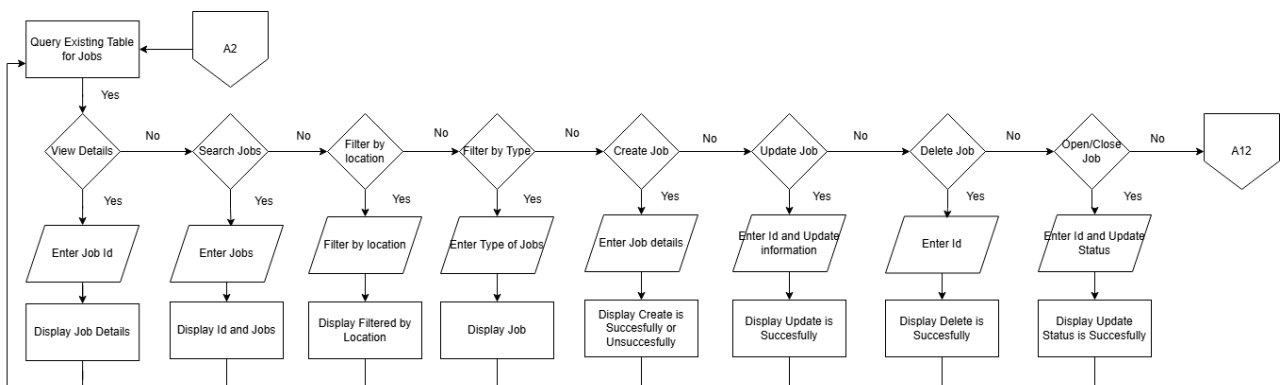 Query Existing Table
for Jobs
A2
Yes
View Details
No
Search Jobs
No
Filter by
location
No
Filter by Type
No
Create Job
No
Update Job
No
Delete Job
No
Open/Close
Job
No
A12
Yes
Yes
Yes
Yes
Yes
Yes
Yes
Yes
Enter Job Id
Enter Jobs
Filter by location
Enter Type of Jobs
Enter Job details
Enter Id and Update
information
Enter Id
Enter Id and Update
Status
Display Job Details
Display Id and Jobs
Display Filtered by
Location
Display Job
Display Create is
Succesfully or
Unsuccesfully
Display Update is
Succesfully
Display Delete is
Succesfully
Display Update
Status is Succesfully